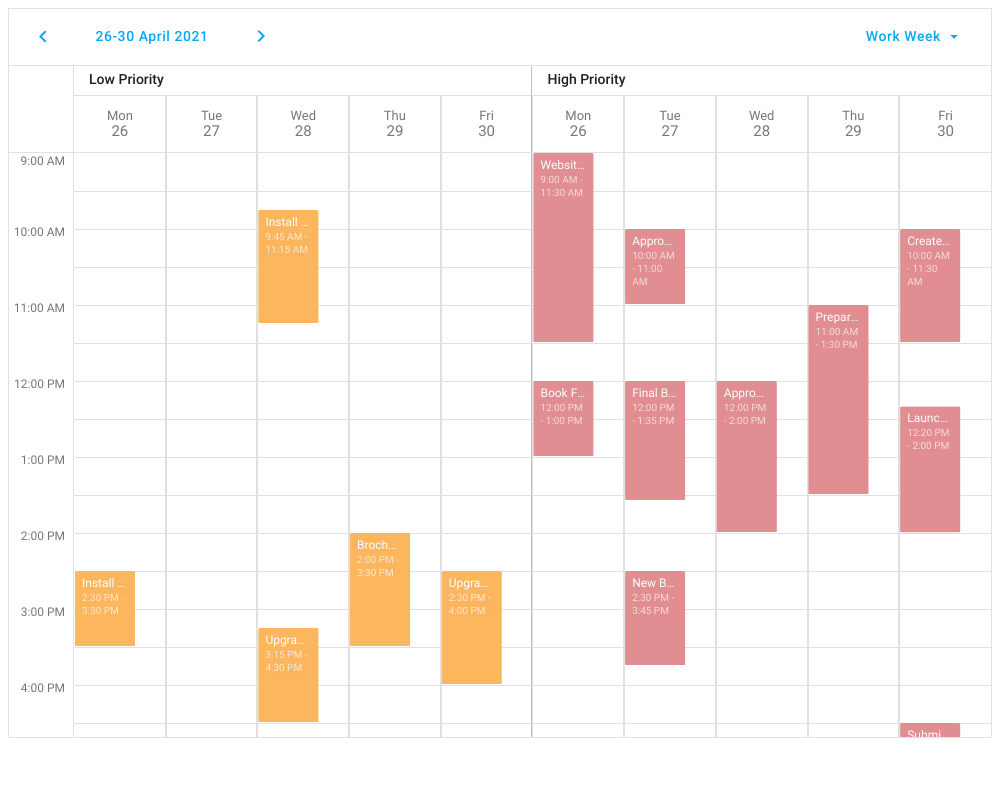 26-30 April 2021
Work Week
Low Priority
High Priority
Mon
26
Tue
27
Wed
28
Thu
29
Fri
30
Mon
26
Tue
27
Wed
28
Thu
29
Fri
30
9:00 AM
10:00 AM
11:00 AM
12:00 PM
1:00 PM
2:00 PM
3:00 PM
4:00 PM
Install ...
2:30 PM -
3:30 PM
Install ...
9:45 AM -
11:15 AM
Upgra...
3:15 PM -
4:30 PM
Broch...
2:00 PM -
3:30 PM
Upgra...
2:30 PM -
4:00 PM
Websit...
9:00 AM -
11:30 AM
Book F...
12:00 PM
- 1:00 PM
Appro...
10:00 AM
- 11:00
AM
Final B...
12:00 PM
- 1:35 PM
New B...
2:30 PM -
3:45 PM
Appro...
12:00 PM
- 2:00 PM
Prepar...
11:00 AM
- 1:30 PM
Create...
10:00 AM
- 11:30
AM
Launc...
12:20 PM
- 2:00 PM
Submi...